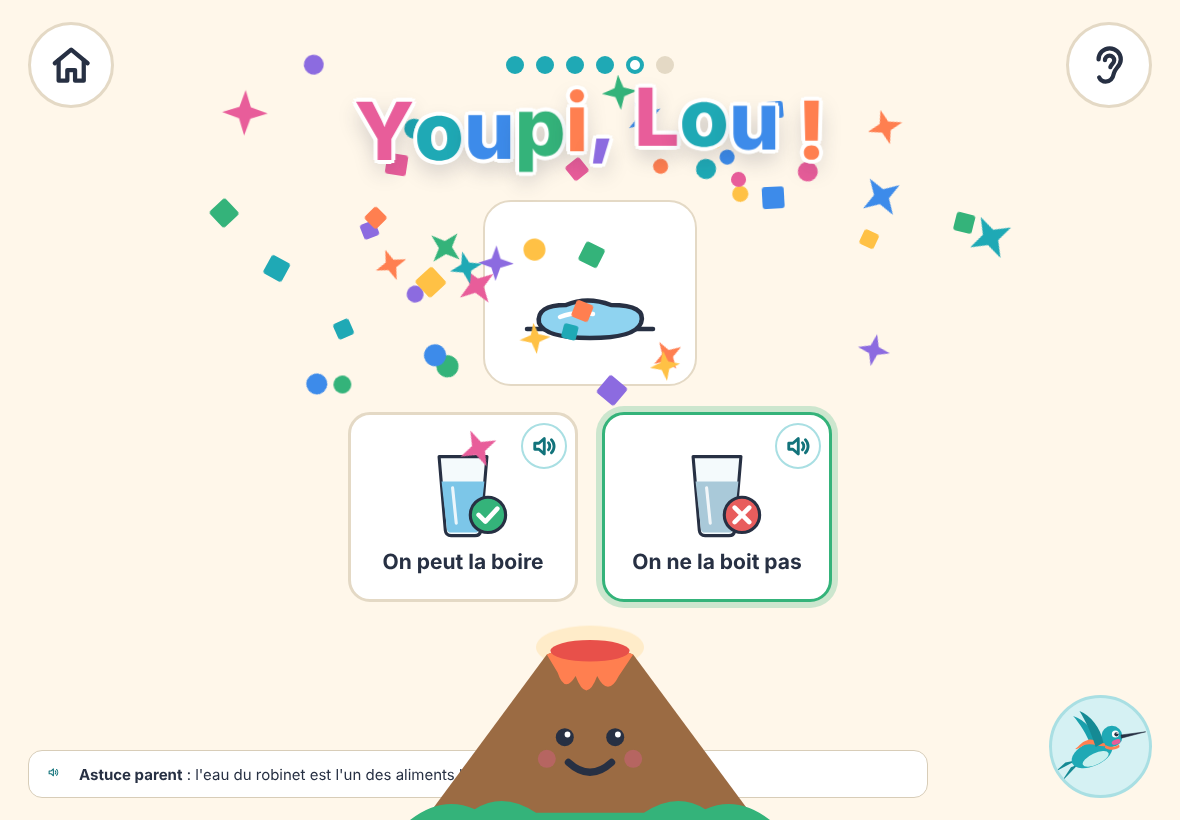 Youpi, Lou !
On peut la boire
On ne la boit pas
Astuce parent : l'eau du robinet est l'un des aliments